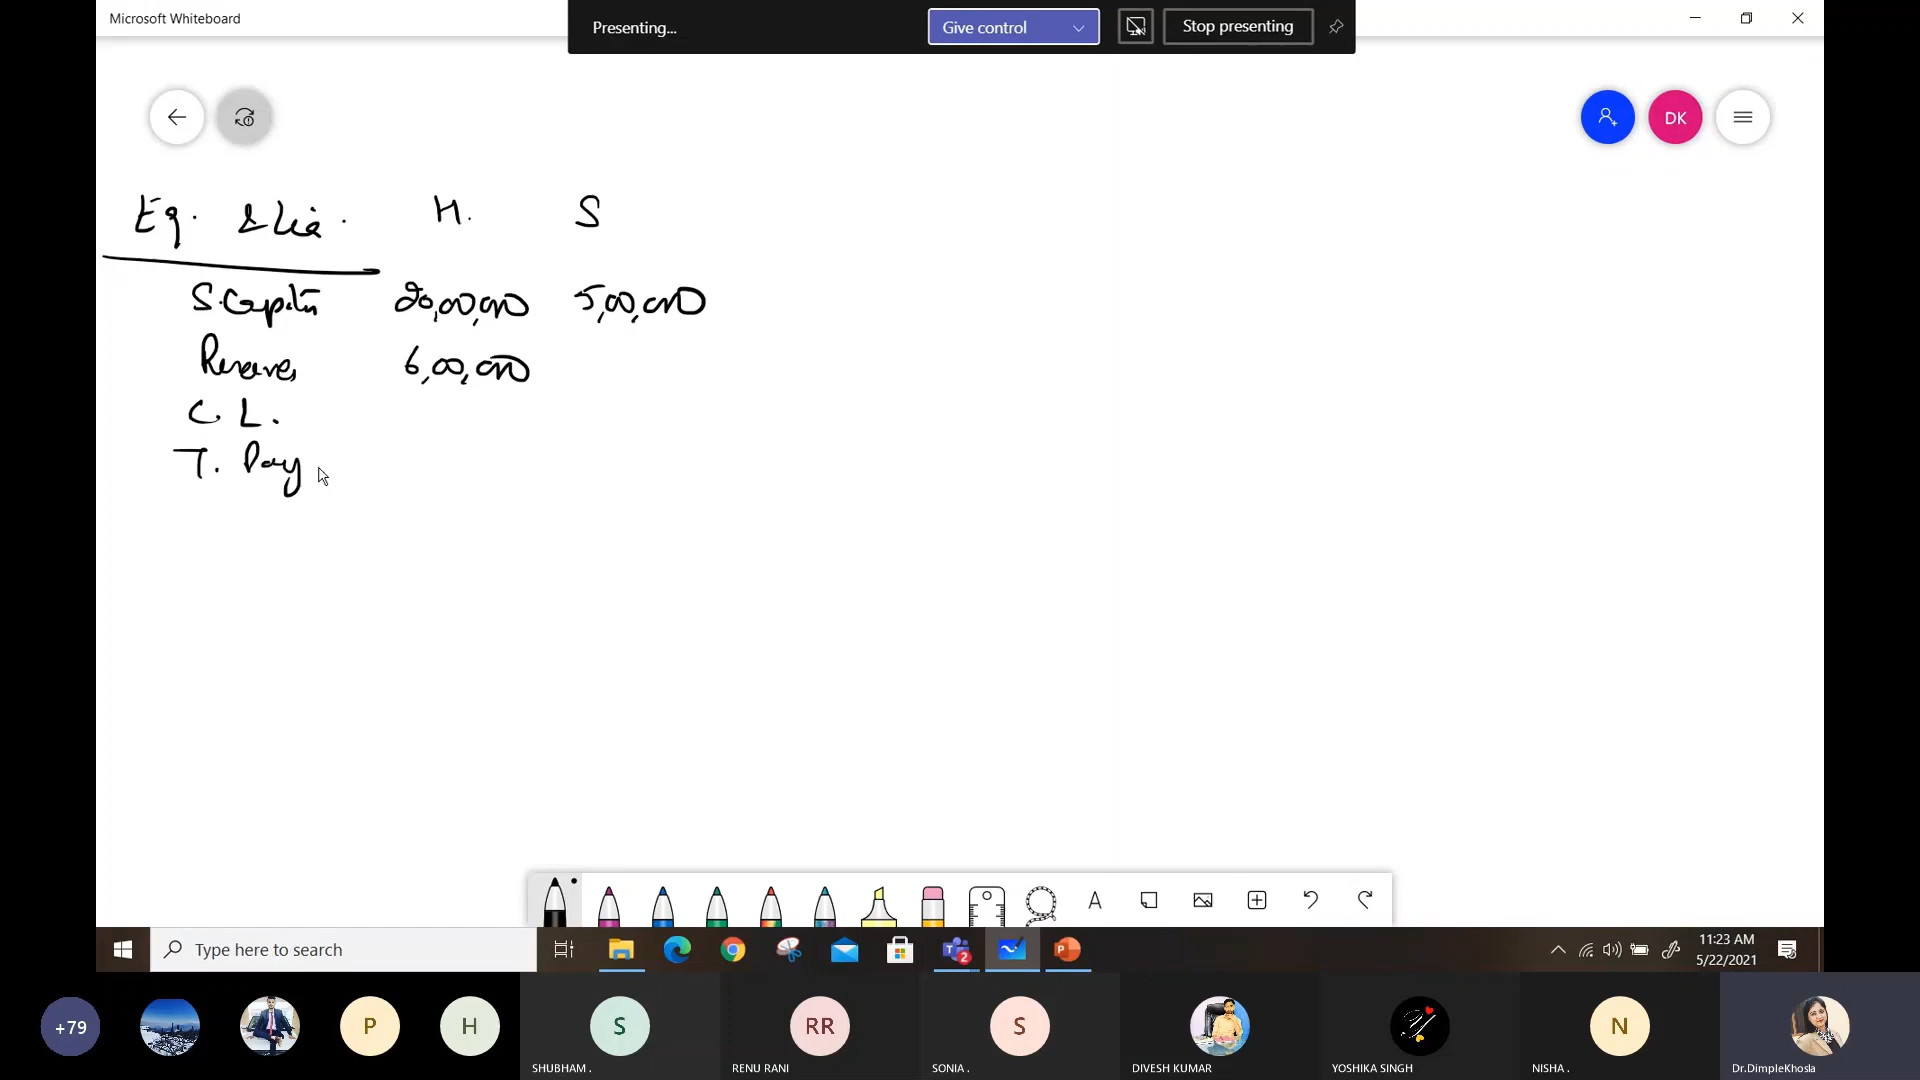 Microsoft Whiteboard
Presenting...
Give control
Stop presenting
DK
Eq. & Lia. H. S
S. Capital 20,00,000 5,00,000
Reserves 6,00,000
C. L.
T. Pay
A
Type here to search
2
P
11:23 AM
5/22/2021
+79
P
H
S
RR
S
N
SHUBHAM .
RENU RANI
SONIA .
DIVESH KUMAR
YOSHIKA SINGH
NISHA .
Dr.DimpleKhosla